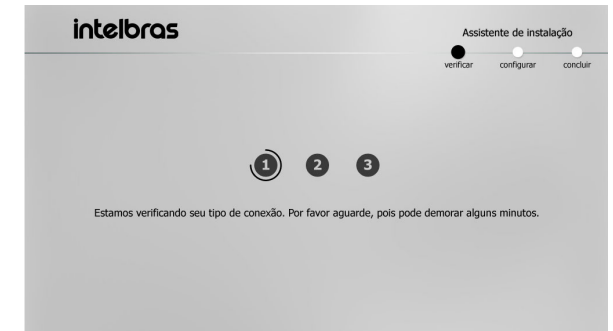 intelbras
Assistente de instalação
verificar configurar concluir
1 2 3
Estamos verificando seu tipo de conexão. Por favor aguarde, pois pode demorar alguns minutos.